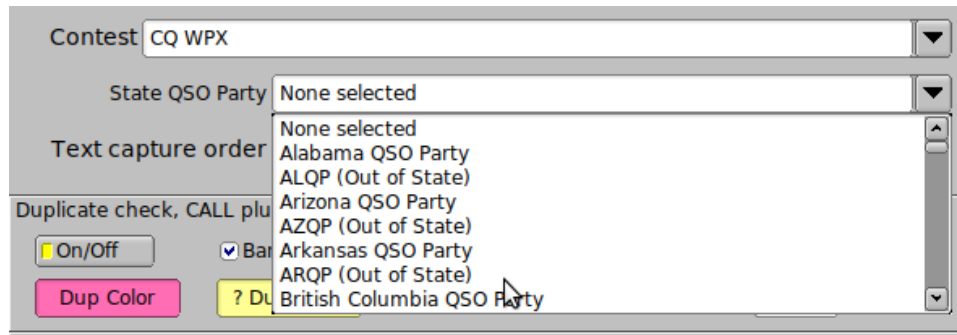 Contest CQ WPX
State QSO Party None selected
None selected
Text capture order Alabama QSO Party
ALQP (Out of State)
Arizona QSO Party
Duplicate check, CALL plu
AZQP (Out of State)
On/Off Ba Arkansas QSO Party
ARQP (Out of State)
Dup Color ? Du British Columbia QSO Party